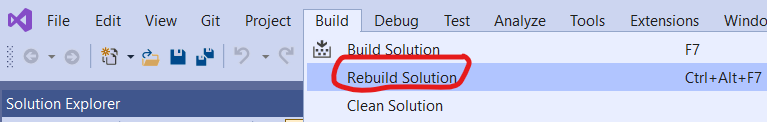 File Edit View Git Project Build Debug Test Analyze Tools Extensions Windo
Build Solution F7
Rebuild Solution Ctrl+Alt+F7
Solution Explorer
Clean Solution